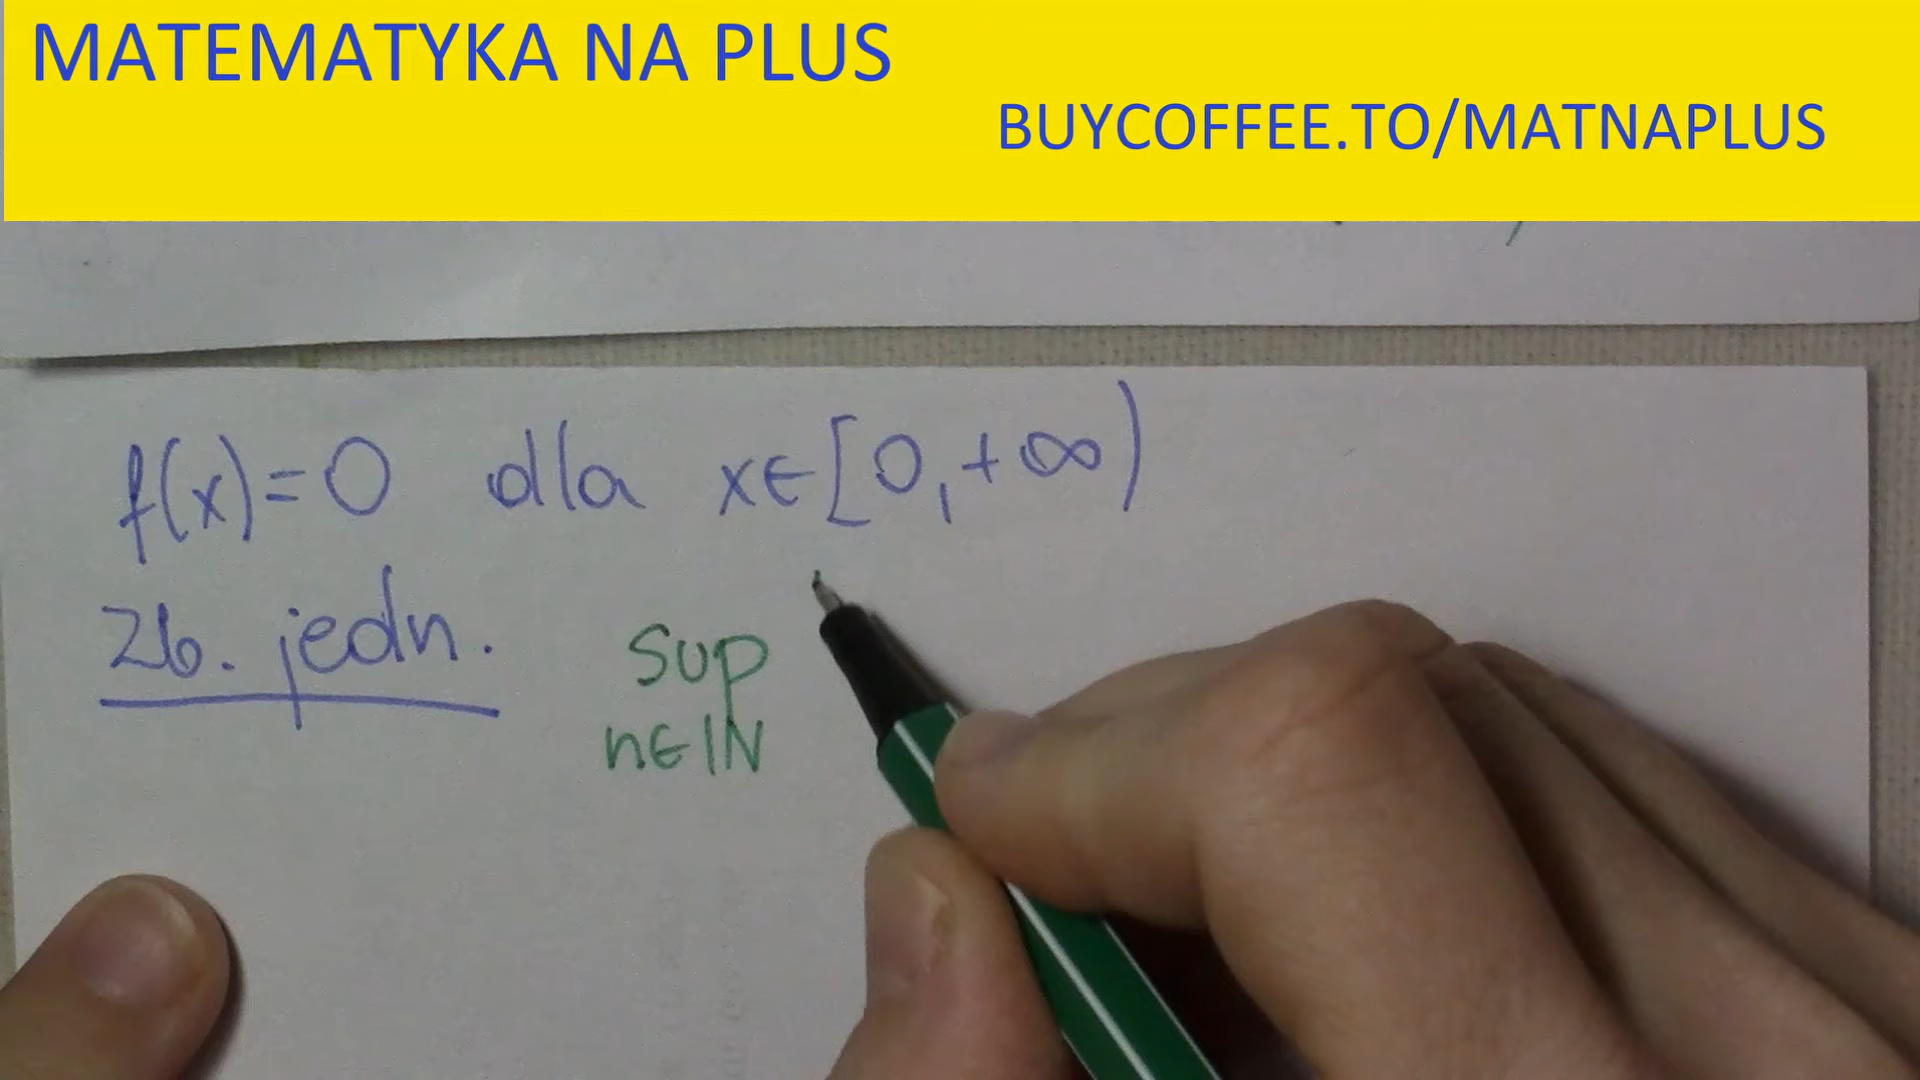 MATEMATYKA NA PLUS
BUYCOFFEE.TO/MATNAPLUS
f(x)=0 dla x∈[0,+∞)
zb. jedn.
sup
n∈ℕ